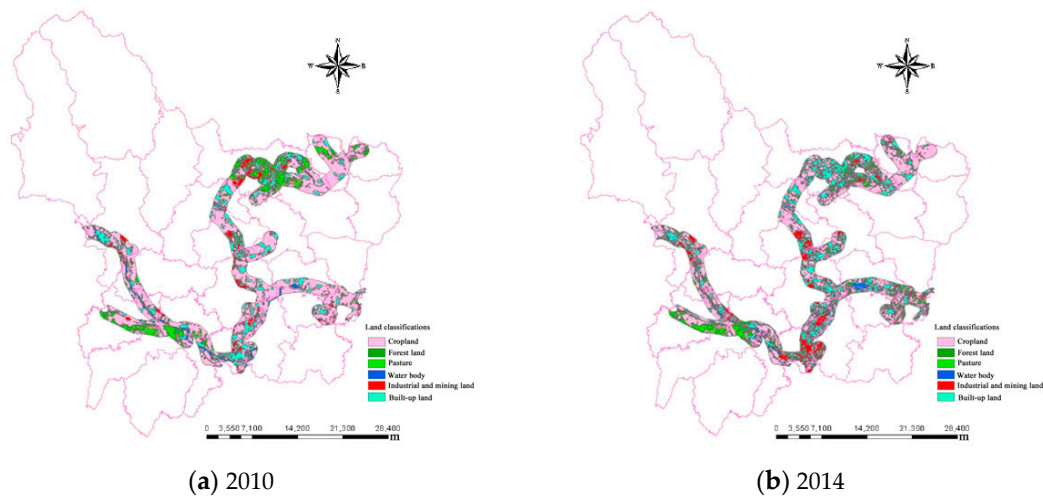 N
W E
S
N
W E
S
Land classifications
Cropland
Forest land
Pasture
Water body
Industrial and mining land
Built-up land
0 3,550 7,100 14,200 21,300 28,400
m
Land classifications
Cropland
Forest land
Pasture
Water body
Industrial and mining land
Built-up land
0 3,550 7,100 14,200 21,300 28,400
m
(a) 2010
(b) 2014